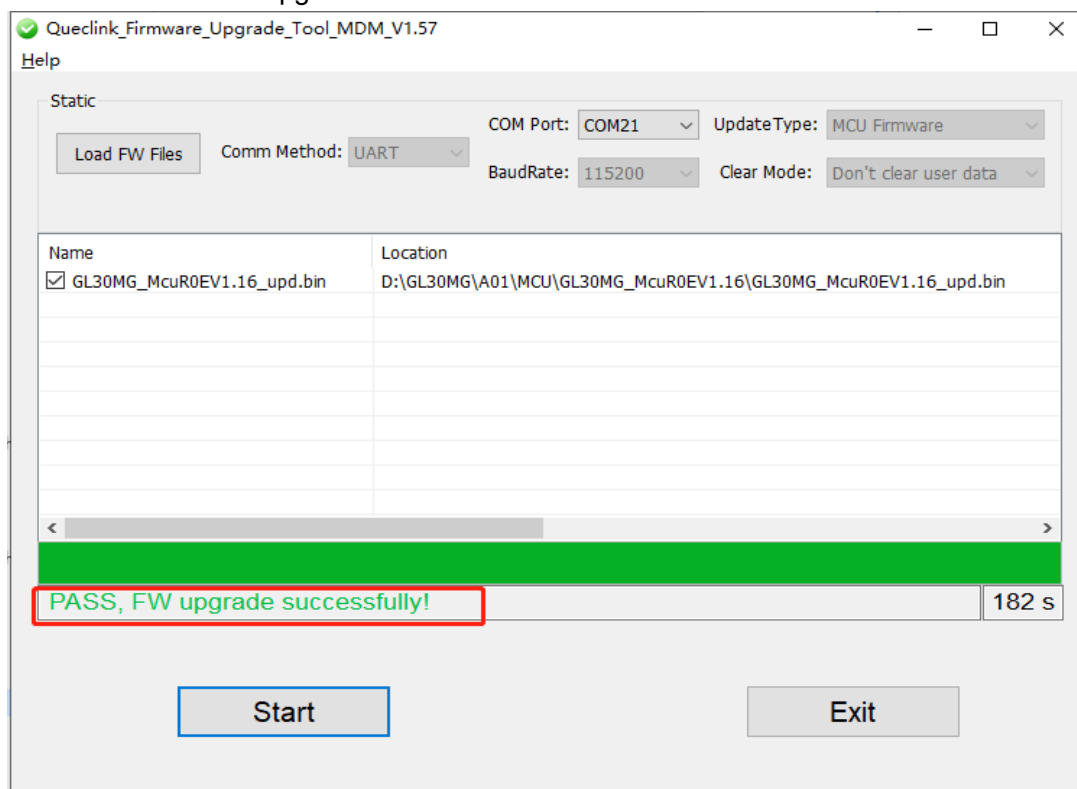 Queclink_Firmware_Upgrade_Tool_MDM_V1.57
Help
Static
Load FW Files
Comm Method: UART
COM Port: COM21
UpdateType: MCU Firmware
BaudRate: 115200
Clear Mode: Don't clear user data
Name Location
GL30MG_McuR0EV1.16_upd.bin D:\GL30MG\A01\MCU\GL30MG_McuR0EV1.16\GL30MG_McuR0EV1.16_upd.bin
PASS, FW upgrade successfully! 182 s
Start Exit